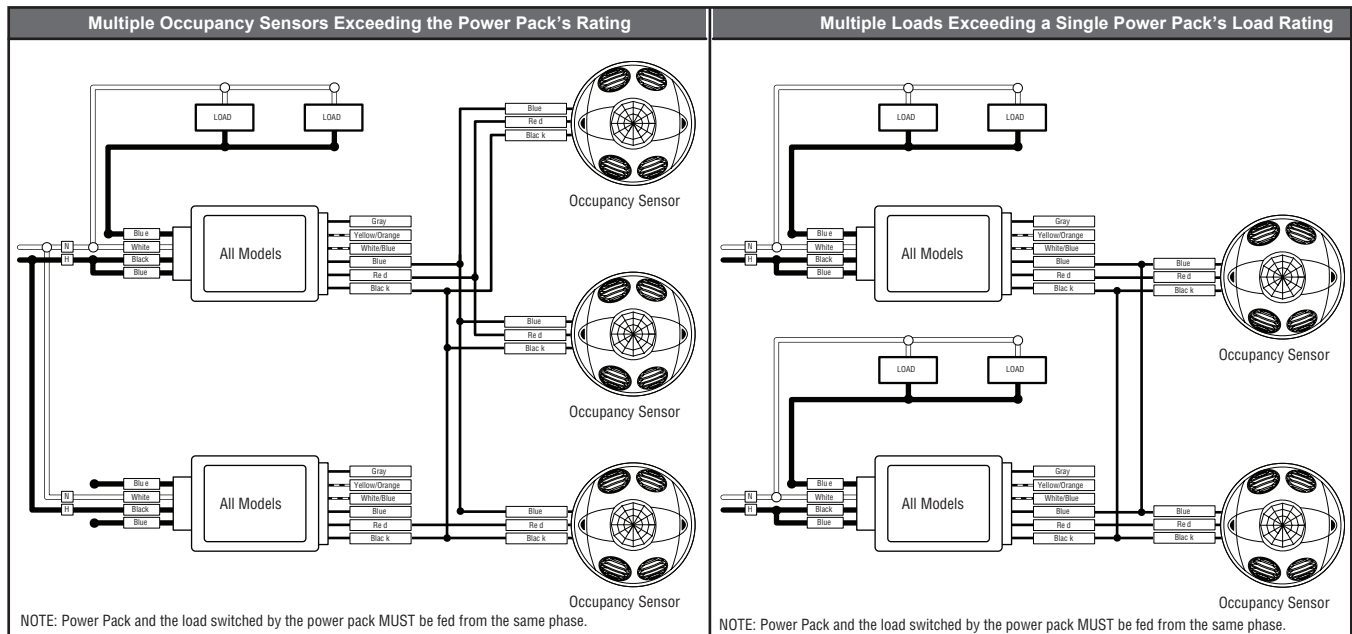 Multiple Occupancy Sensors Exceeding the Power Pack's Rating
LOAD
LOAD
Blue
Red
Black
Occupancy Sensor
Blue
White
Black
Blue
N
H
All Models
Gray
Yellow/Orange
White/Blue
Blue
Red
Black
Blue
Red
Black
Occupancy Sensor
Blue
White
Black
Blue
N
H
All Models
Gray
Yellow/Orange
White/Blue
Blue
Red
Black
Blue
Red
Black
Occupancy Sensor
NOTE: Power Pack and the load switched by the power pack MUST be fed from the same phase.
Multiple Loads Exceeding a Single Power Pack's Load Rating
LOAD
LOAD
Blue
White
Black
Blue
N
H
All Models
Gray
Yellow/Orange
White/Blue
Blue
Red
Black
Blue
Red
Black
Occupancy Sensor
LOAD
LOAD
Blue
White
Black
Blue
N
H
All Models
Gray
Yellow/Orange
White/Blue
Blue
Red
Black
Blue
Red
Black
Occupancy Sensor
NOTE: Power Pack and the load switched by the power pack MUST be fed from the same phase.